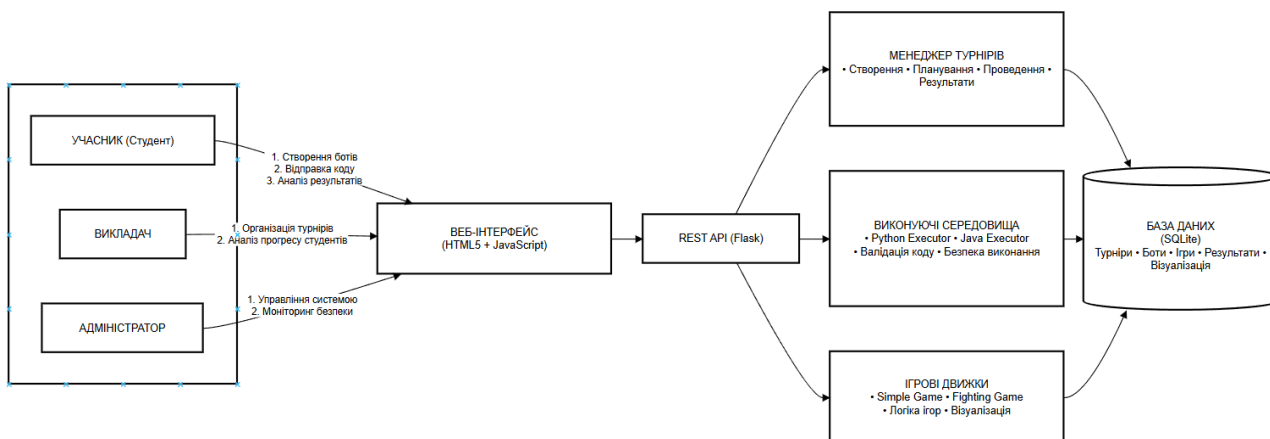 УЧАСНИК (Студент)
ВИКЛАДАЧ
АДМІНІСТРАТОР
1. Створення ботів
2. Відправка коду
3. Аналіз результатів
1. Організація турнірів
2. Аналіз прогресу студентів
1. Управління системою
2. Моніторинг безпеки
ВЕБ-ІНТЕРФЕЙС
(HTML5 + JavaScript)
REST API (Flask)
МЕНЕДЖЕР ТУРНІРІВ
• Створення • Планування • Проведення •
Результати
ВИКОНУЮЧІ СЕРЕДОВИЩА
• Python Executor • Java Executor
• Валідація коду • Безпека виконання
ІГРОВІ ДВИЖКИ
• Simple Game • Fighting Game
• Логіка ігор • Візуалізація
БАЗА ДАНИХ
(SQLite)
Турніри • Боти • Ігри • Результати •
Візуалізація